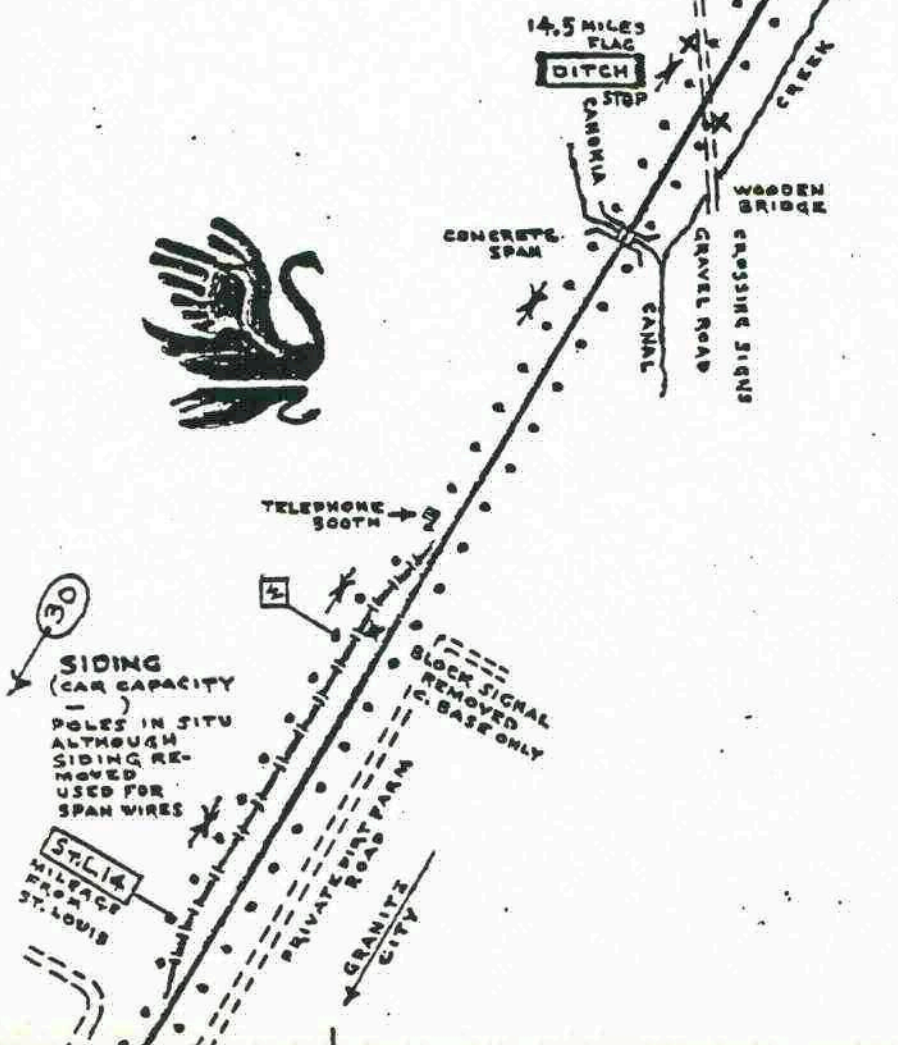 14.5 MILES
FLAG
DITCH
STOP
CAHOKIA
CREEK
WOODEN
BRIDGE
CONCRETE
SPAN
CANAL
GRAVEL ROAD
CROSSING SIGNS
TELEPHONE
BOOTH
30
SIDING
(CAR CAPACITY
— )
POLES IN SITU
ALTHOUGH
SIDING RE-
MOVED
USED FOR
SPAN WIRES
BLOCK SIGNAL
REMOVED
C. BASE ONLY
ST.L 14
MILEAGE
FROM
ST. LOUIS
PRIVATE DIRT FARM
ROAD
GRANITE
CITY